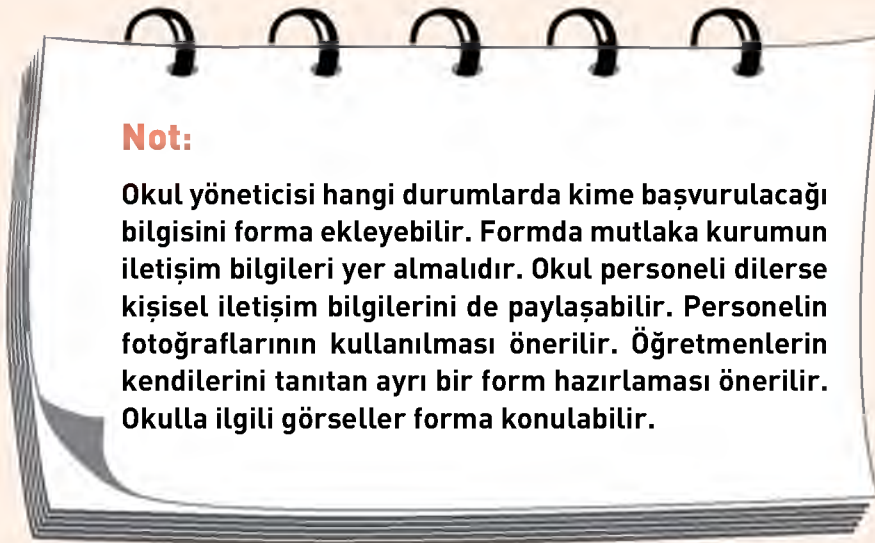 Not:
Okul yöneticisi hangi durumlarda kime başvurulacağı
bilgisini forma ekleyebilir. Formda mutlaka kurumun
iletişim bilgileri yer almalıdır. Okul personeli dilerse
kişisel iletişim bilgilerini de paylaşabilir. Personelin
fotoğraflarının kullanılması önerilir. Öğretmenlerin
kendilerini tanıtan ayrı bir form hazırlaması önerilir.
Okulla ilgili görseller forma konulabilir.